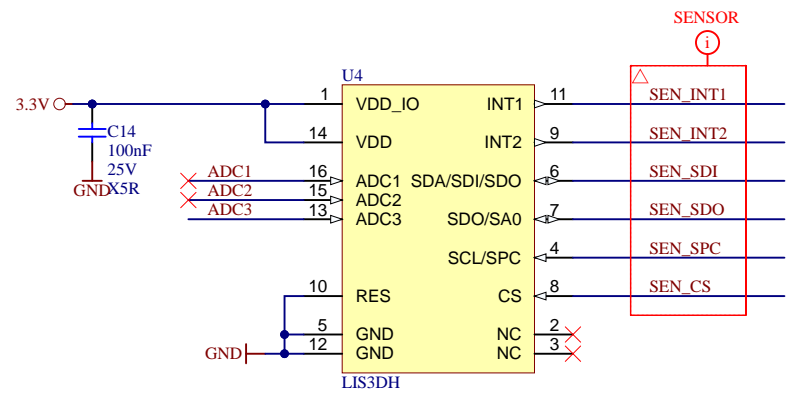 SENSOR
i
U4
3.3V
1
VDD_IO
INT1
11
SEN_INT1
C14
100nF
25V
X5R
GND
14
VDD
INT2
9
SEN_INT2
ADC1
16
ADC1
SDA/SDI/SDO
6
SEN_SDI
ADC2
15
ADC2
ADC3
13
ADC3
SDO/SA0
7
SEN_SDO
SCL/SPC
4
SEN_SPC
10
RES
CS
8
SEN_CS
5
GND
NC
2
GND
12
GND
NC
3
LIS3DH